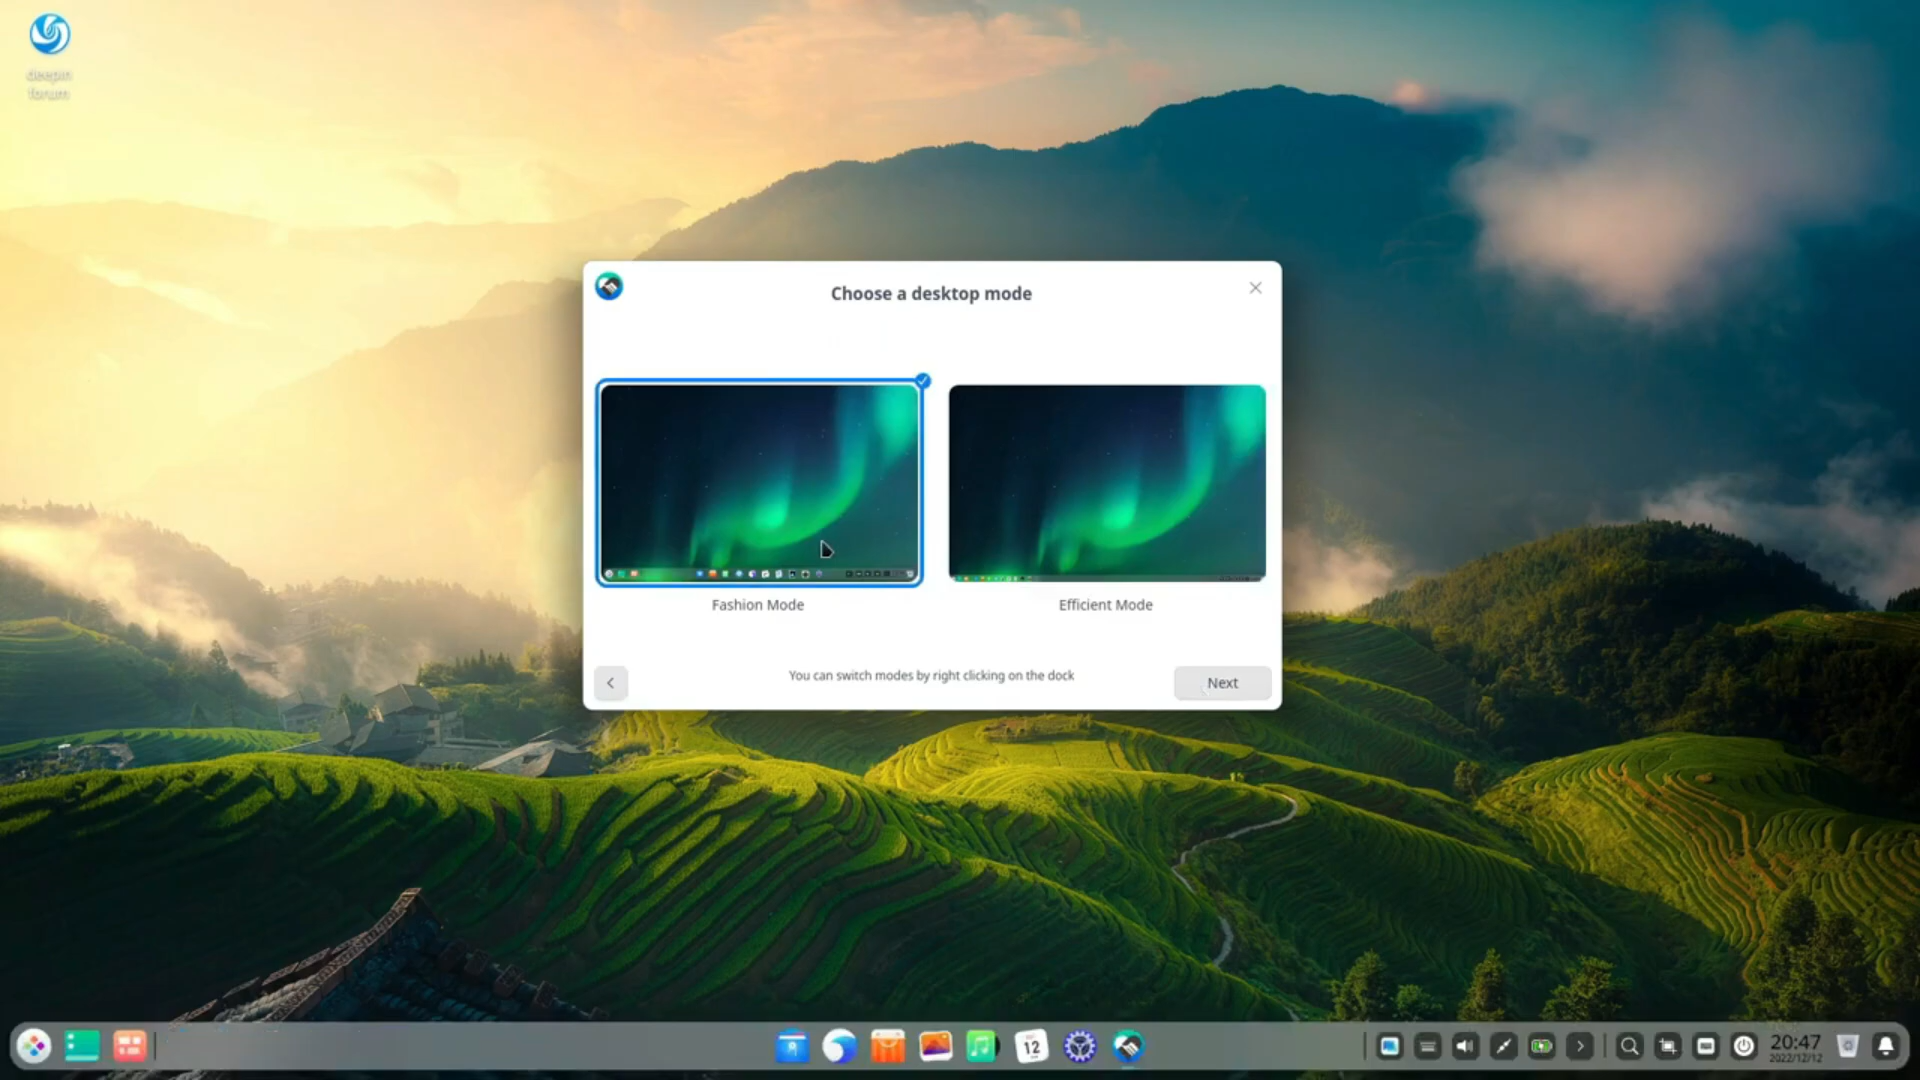 deepin
forum
Choose a desktop mode
Fashion Mode
Efficient Mode
You can switch modes by right clicking on the dock
Next
12
20:47
2022/12/12